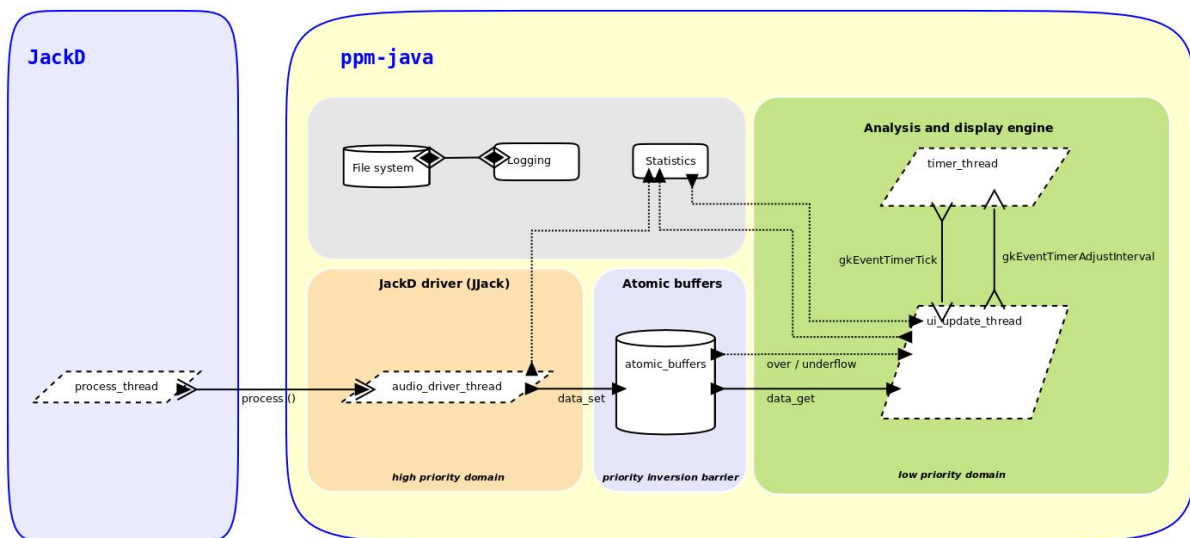 JackD
ppm-java
Analysis and display engine
timer_thread
File system
Logging
Statistics
gkEventTimerTick
gkEventTimerAdjustInterval
JackD driver (JJack)
Atomic buffers
ui_update_thread
atomic_buffers
over / underflow
process_thread
process ()
audio_driver_thread
data_set
data_get
high priority domain
priority inversion barrier
low priority domain